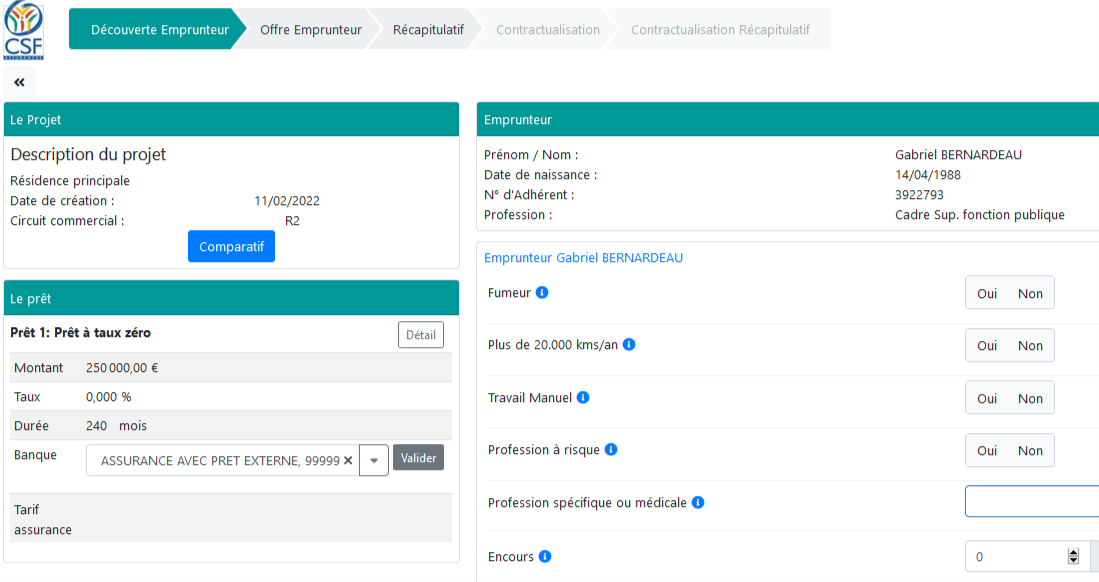 CSF
ASSURANCES
Découverte Emprunteur
Offre Emprunteur
Récapitulatif
Contractualisation
Contractualisation Récapitulatif
«
Le Projet
Description du projet
Résidence principale
Date de création : 11/02/2022
Circuit commercial : R2
Comparatif
Le prêt
Prêt 1: Prêt à taux zéro
Détail
Montant 250 000,00 €
Taux 0,000 %
Durée 240 mois
Banque ASSURANCE AVEC PRET EXTERNE, 99999 × Valider
Tarif
assurance
Emprunteur
Prénom / Nom : Gabriel BERNARDEAU
Date de naissance : 14/04/1988
N° d'Adhérent : 3922793
Profession : Cadre Sup. fonction publique
Emprunteur Gabriel BERNARDEAU
Fumeur Oui Non
Plus de 20.000 kms/an Oui Non
Travail Manuel Oui Non
Profession à risque Oui Non
Profession spécifique ou médicale
Encours 0